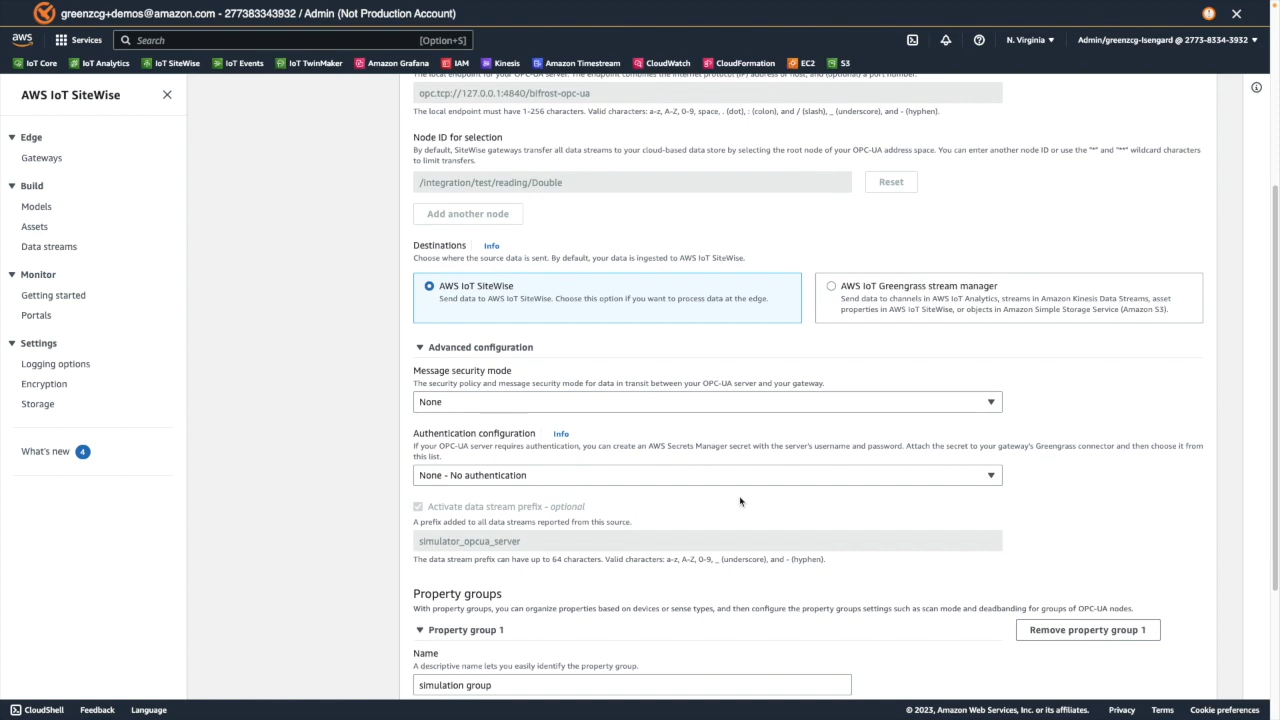 greenzcg+demos@amazon.com - 277383343932 / Admin (Not Production Account)
aws Services Search [Option+S] N. Virginia Admin/greenzcg-Isengard @ 2773-8334-3932
IoT Core IoT Analytics IoT SiteWise IoT Events IoT TwinMaker Amazon Grafana IAM Kinesis Amazon Timestream CloudWatch CloudFormation EC2 S3
AWS IoT SiteWise
Edge
Gateways
Build
Models
Assets
Data streams
Monitor
Getting started
Portals
Settings
Logging options
Encryption
Storage
What's new 4
The local endpoint for your OPC-UA server. The endpoint combines the internet protocol (IP) address or host, and (optional) a port number.
opc.tcp://127.0.0.1:4840/bifrost-opc-ua
The local endpoint must have 1-256 characters. Valid characters: a-z, A-Z, 0-9, space, . (dot), : (colon), and / (slash), _ (underscore), and - (hyphen).
Node ID for selection
By default, SiteWise gateways transfer all data streams to your cloud-based data store by selecting the root node of your OPC-UA address space. You can enter another node ID or use the "*" and "**" wildcard characters
to limit transfers.
/integration/test/reading/Double Reset
Add another node
Destinations Info
Choose where the source data is sent. By default, your data is ingested to AWS IoT SiteWise.
AWS IoT SiteWise
Send data to AWS IoT SiteWise. Choose this option if you want to process data at the edge.
AWS IoT Greengrass stream manager
Send data to channels in AWS IoT Analytics, streams in Amazon Kinesis Data Streams, asset
properties in AWS IoT SiteWise, or objects in Amazon Simple Storage Service (Amazon S3).
Advanced configuration
Message security mode
The security policy and message security mode for data in transit between your OPC-UA server and your gateway.
None
Authentication configuration Info
If your OPC-UA server requires authentication, you can create an AWS Secrets Manager secret with the server's username and password. Attach the secret to your gateway's Greengrass connector and then choose it from
this list.
None - No authentication
Activate data stream prefix - optional
A prefix added to all data streams reported from this source.
simulator_opcua_server
The data stream prefix can have up to 64 characters. Valid characters: a-z, A-Z, 0-9, _ (underscore), and - (hyphen).
Property groups
With property groups, you can organize properties based on devices or sense types, and then configure the property groups settings such as scan mode and deadbanding for groups of OPC-UA nodes.
Property group 1 Remove property group 1
Name
A descriptive name lets you easily identify the property group.
simulation group
CloudShell Feedback Language © 2023, Amazon Web Services, Inc. or its affiliates. Privacy Terms Cookie preferences